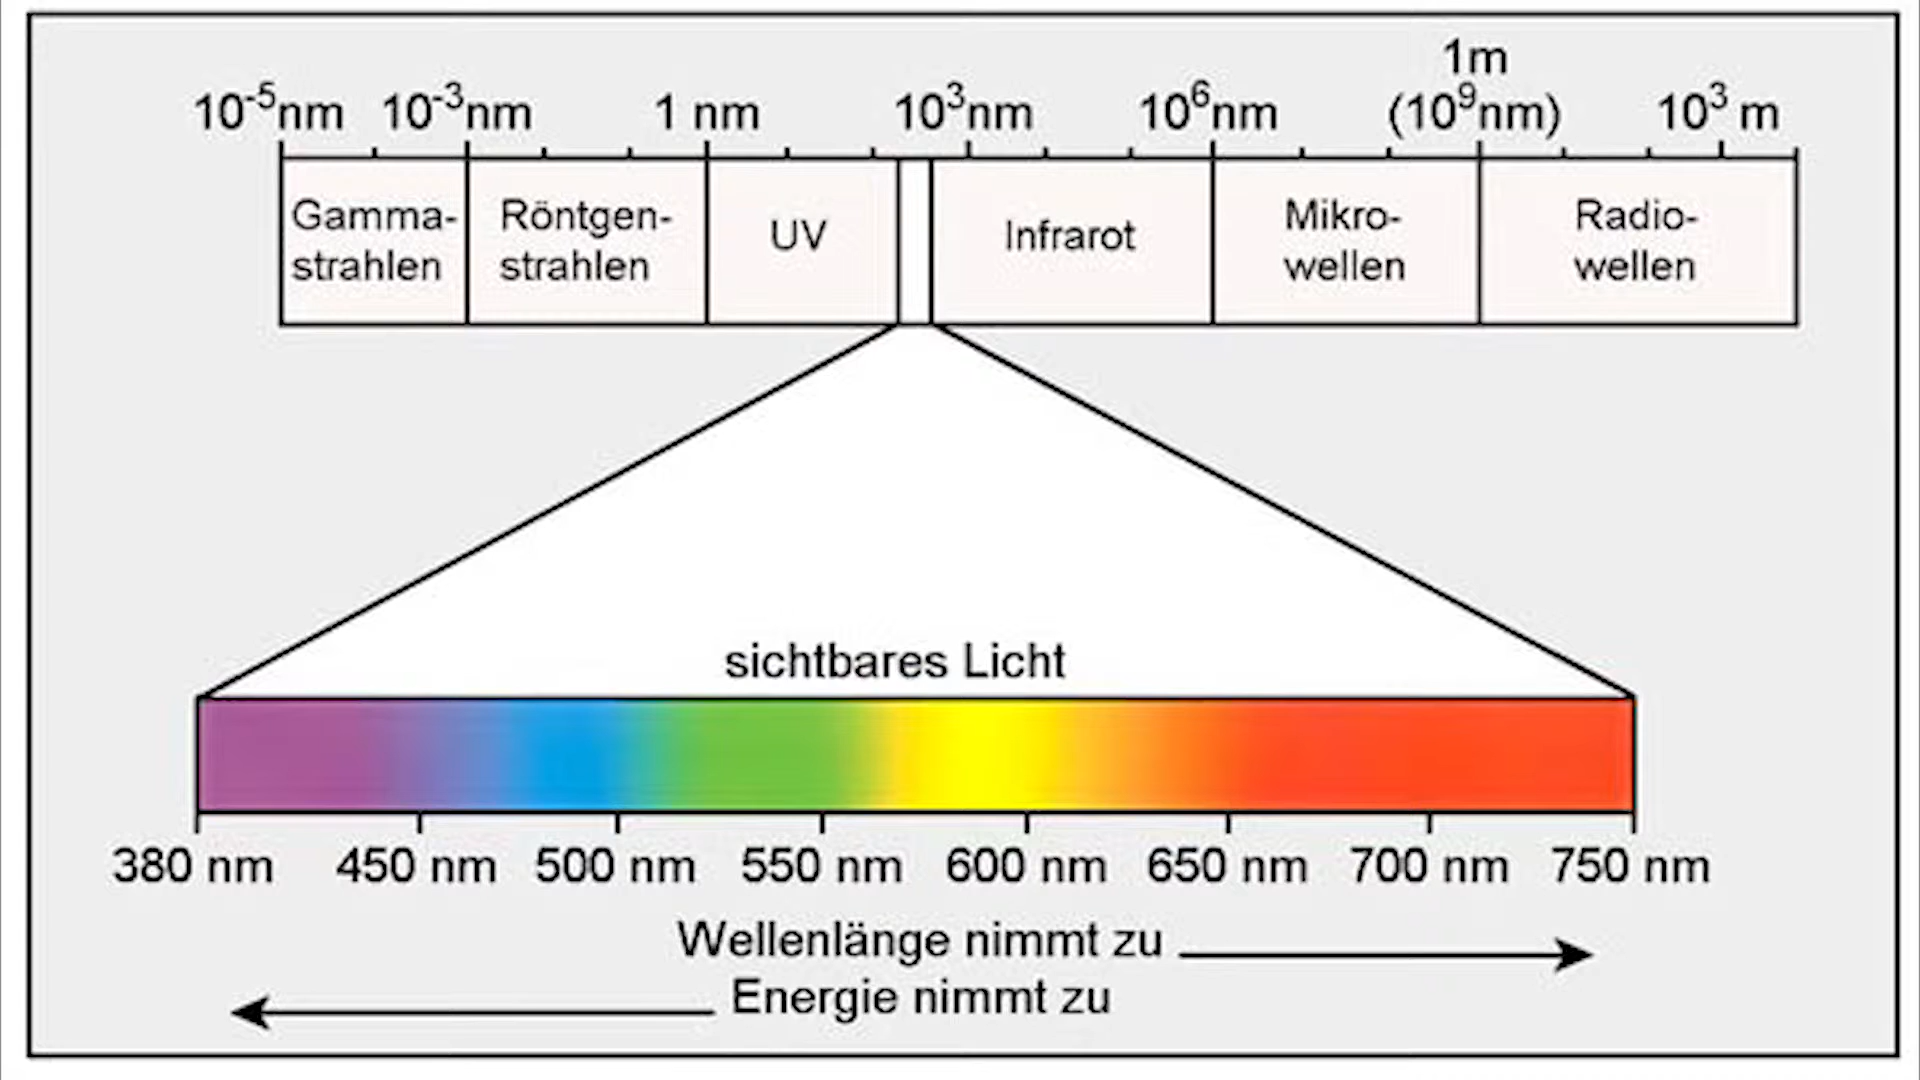 1m
10⁻⁵nm 10⁻³nm 1 nm 10³nm 10⁶nm (10⁹nm) 10³ m
Gamma-
strahlen
Röntgen-
strahlen
UV
Infrarot
Mikro-
wellen
Radio-
wellen
sichtbares Licht
380 nm 450 nm 500 nm 550 nm 600 nm 650 nm 700 nm 750 nm
Wellenlänge nimmt zu
Energie nimmt zu